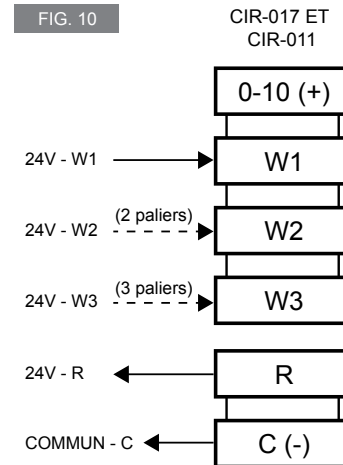 FIG. 10
CIR-017 ET
CIR-011
0-10 (+)
24V - W1
W1
24V - W2
(2 paliers)
W2
24V - W3
(3 paliers)
W3
24V - R
R
COMMUN - C
C (-)